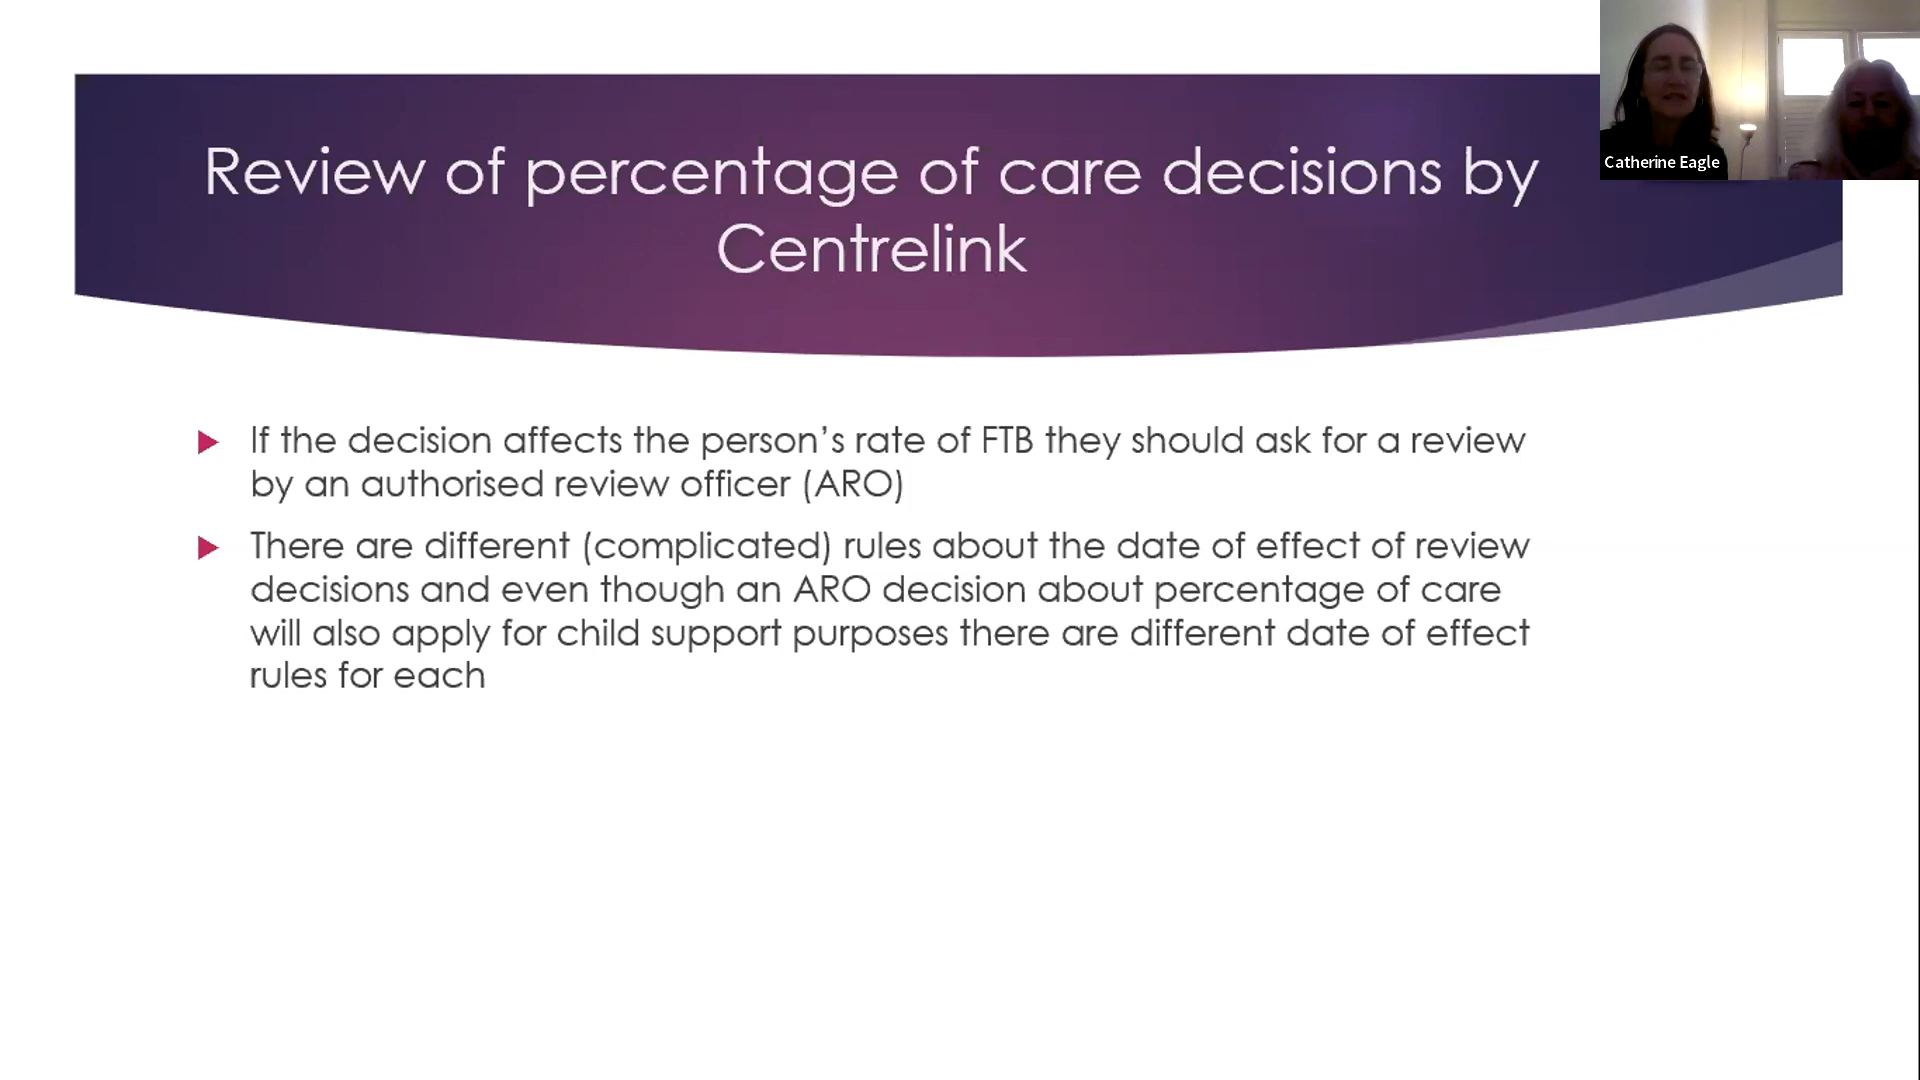 Review of percentage of care decisions by
Centrelink
Catherine Eagle
If the decision affects the person’s rate of FTB they should ask for a review
by an authorised review officer (ARO)
There are different (complicated) rules about the date of effect of review
decisions and even though an ARO decision about percentage of care
will also apply for child support purposes there are different date of effect
rules for each